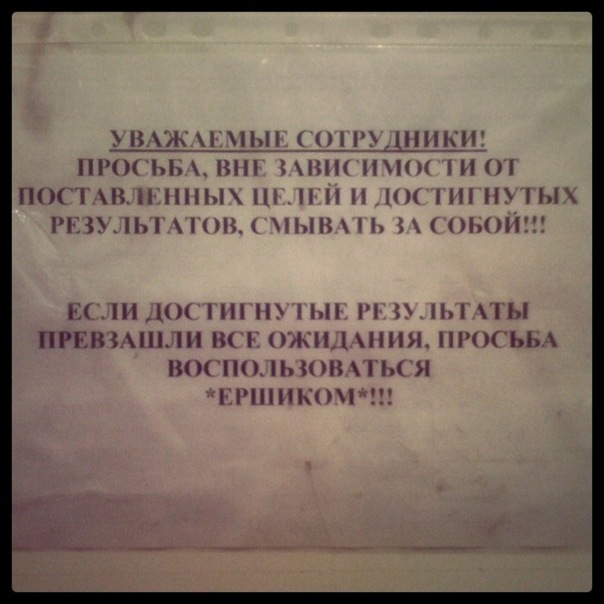 УВАЖАЕМЫЕ СОТРУДНИКИ!
ПРОСЬБА, ВНЕ ЗАВИСИМОСТИ ОТ
ПОСТАВЛЕННЫХ ЦЕЛЕЙ И ДОСТИГНУТЫХ
РЕЗУЛЬТАТОВ, СМЫВАТЬ ЗА СОБОЙ!!!
ЕСЛИ ДОСТИГНУТЫЕ РЕЗУЛЬТАТЫ
ПРЕВЗАШЛИ ВСЕ ОЖИДАНИЯ, ПРОСЬБА
ВОСПОЛЬЗОВАТЬСЯ
*ЕРШИКОМ*!!!